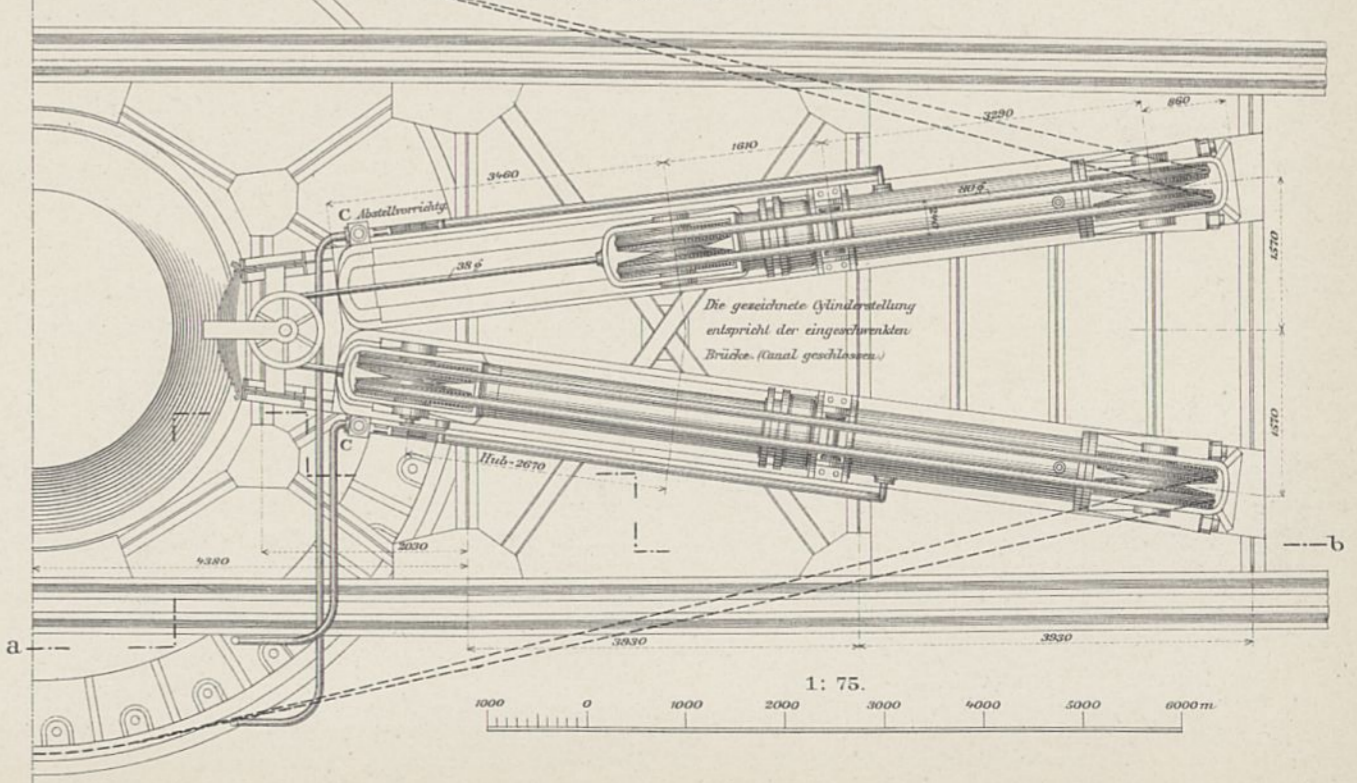 860
3290
1610
3460
C Abstellvorrichtg.
110 ⌀
38 ⌀
1570
Die gezeichnete Cylinderstellung
entspricht der eingeschwenkten
Brücke. (Canal geschlossen.)
C
Hub=2670
1570
2030
4380
b
a
3930
3930
1: 75.
1000 0 1000 2000 3000 4000 5000 6000 m